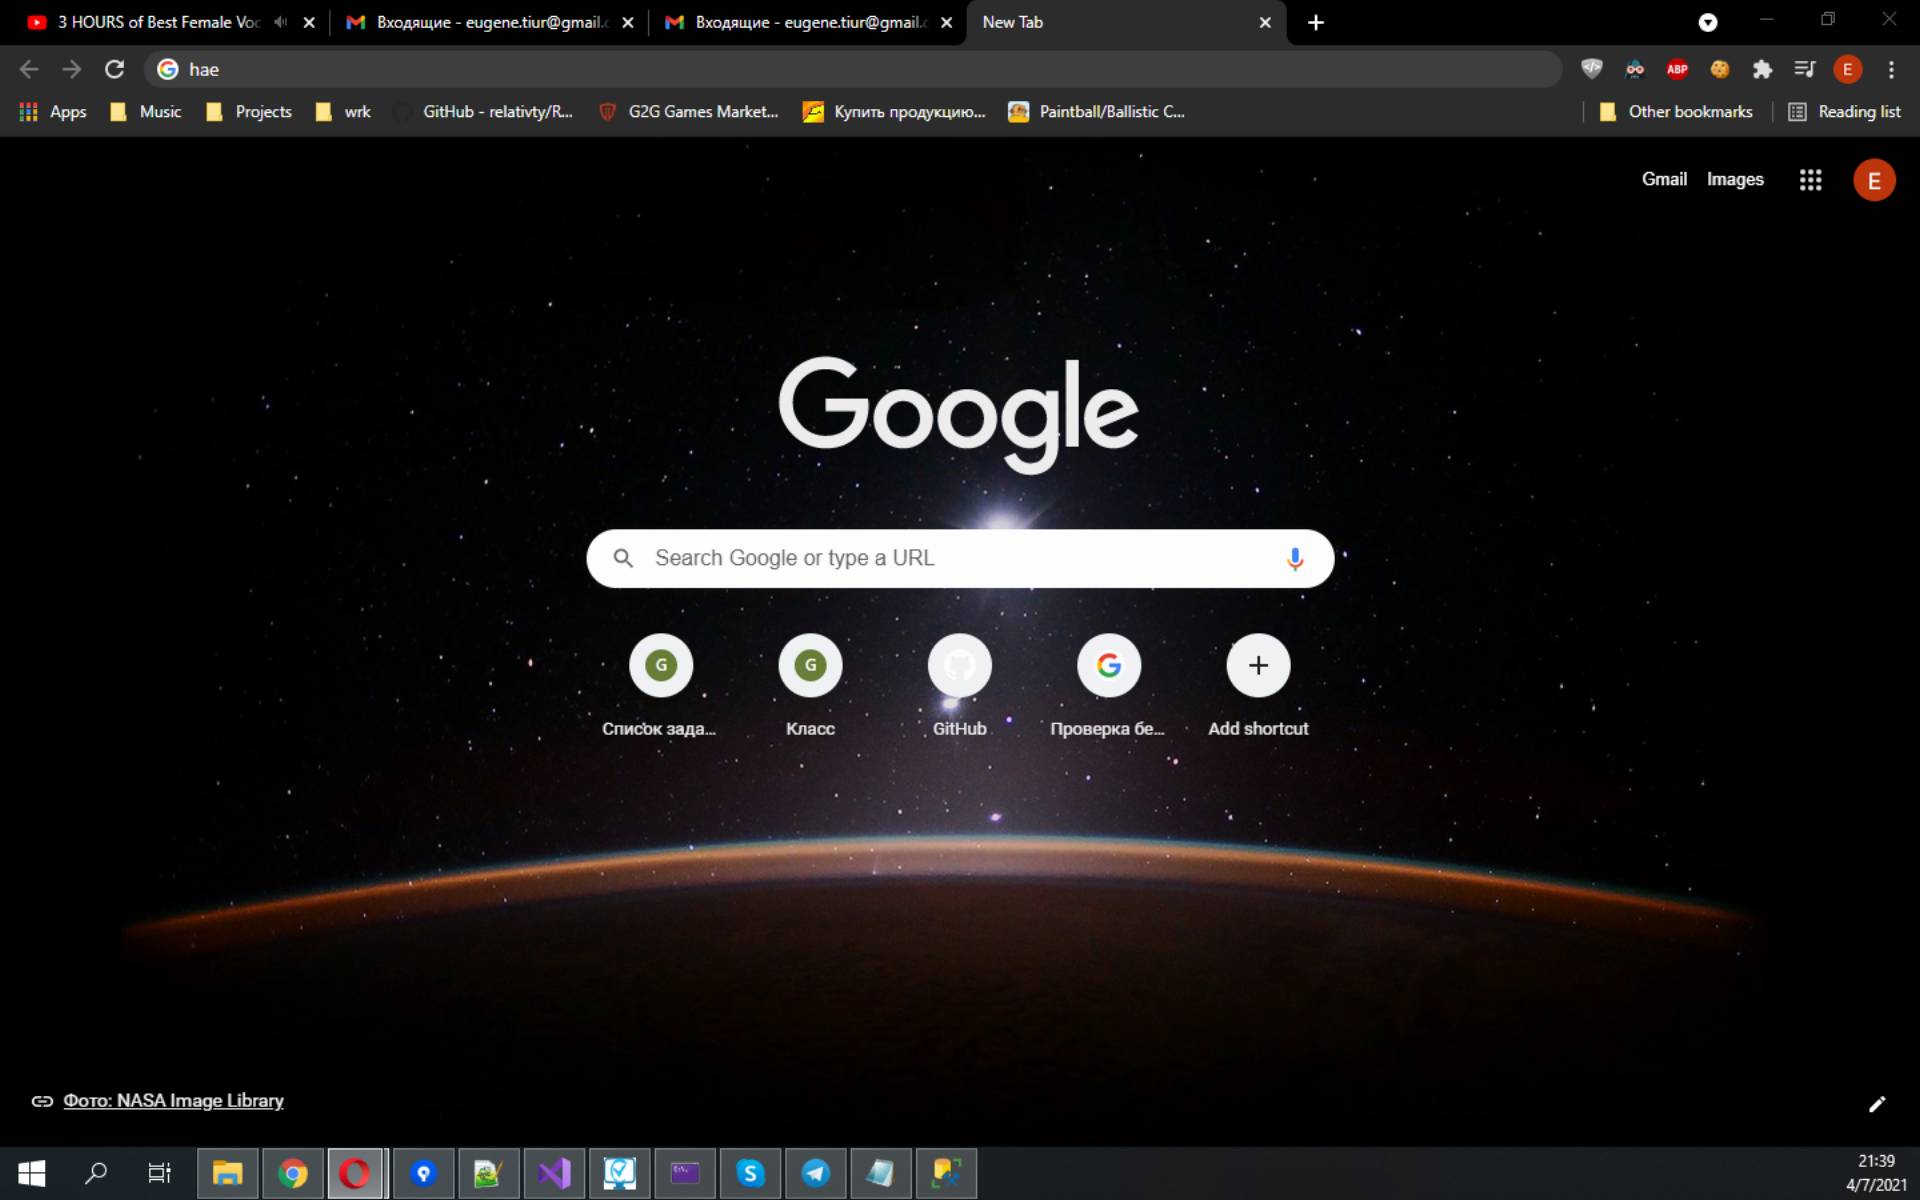 3 HOURS of Best Female Voc
Входящие - eugene.tiur@gmail.c
Входящие - eugene.tiur@gmail.c
New Tab
hae
ABP
E
Apps
Music
Projects
wrk
GitHub - relativty/R...
G2G Games Market...
Купить продукцию...
Paintball/Ballistic C...
Other bookmarks
Reading list
Gmail
Images
E
Google
Search Google or type a URL
G
G
Список зада...
Класс
GitHub
Проверка бе...
Add shortcut
Фото: NASA Image Library
21:39
4/7/2021